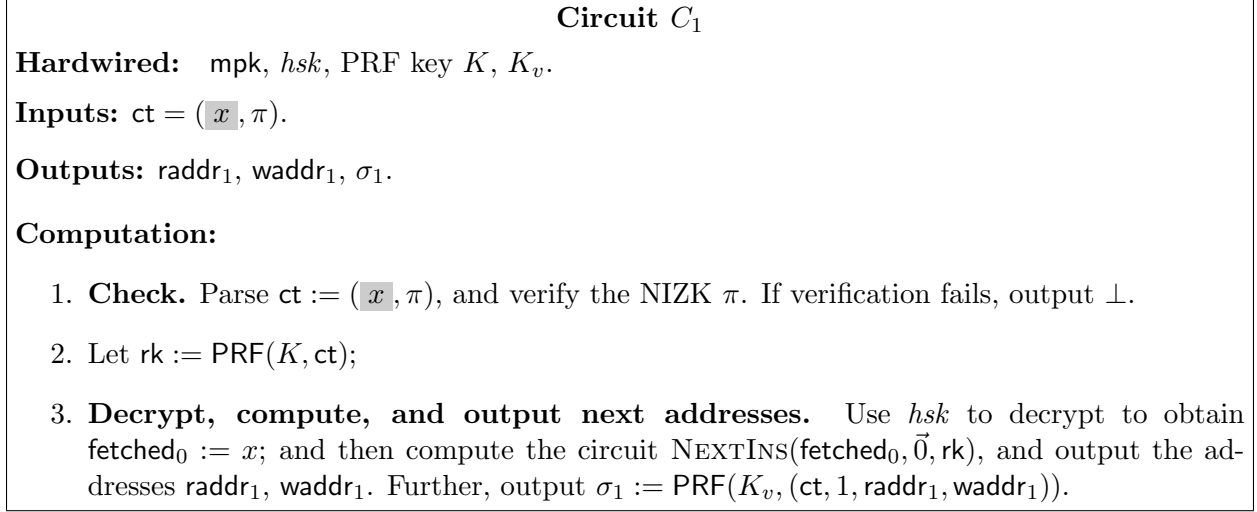 Circuit C₁
Hardwired: mpk, hsk, PRF key K, Kᵥ.
Inputs: ct = ( x , π).
Outputs: raddr₁, waddr₁, σ₁.
Computation:
1. Check. Parse ct := ( x , π), and verify the NIZK π. If verification fails, output ⊥.
2. Let rk := PRF(K, ct);
3. Decrypt, compute, and output next addresses. Use hsk to decrypt to obtain
fetched₀ := x; and then compute the circuit NEXTINS(fetched₀, 0⃗, rk), and output the ad-
dresses raddr₁, waddr₁. Further, output σ₁ := PRF(Kᵥ, (ct, 1, raddr₁, waddr₁)).